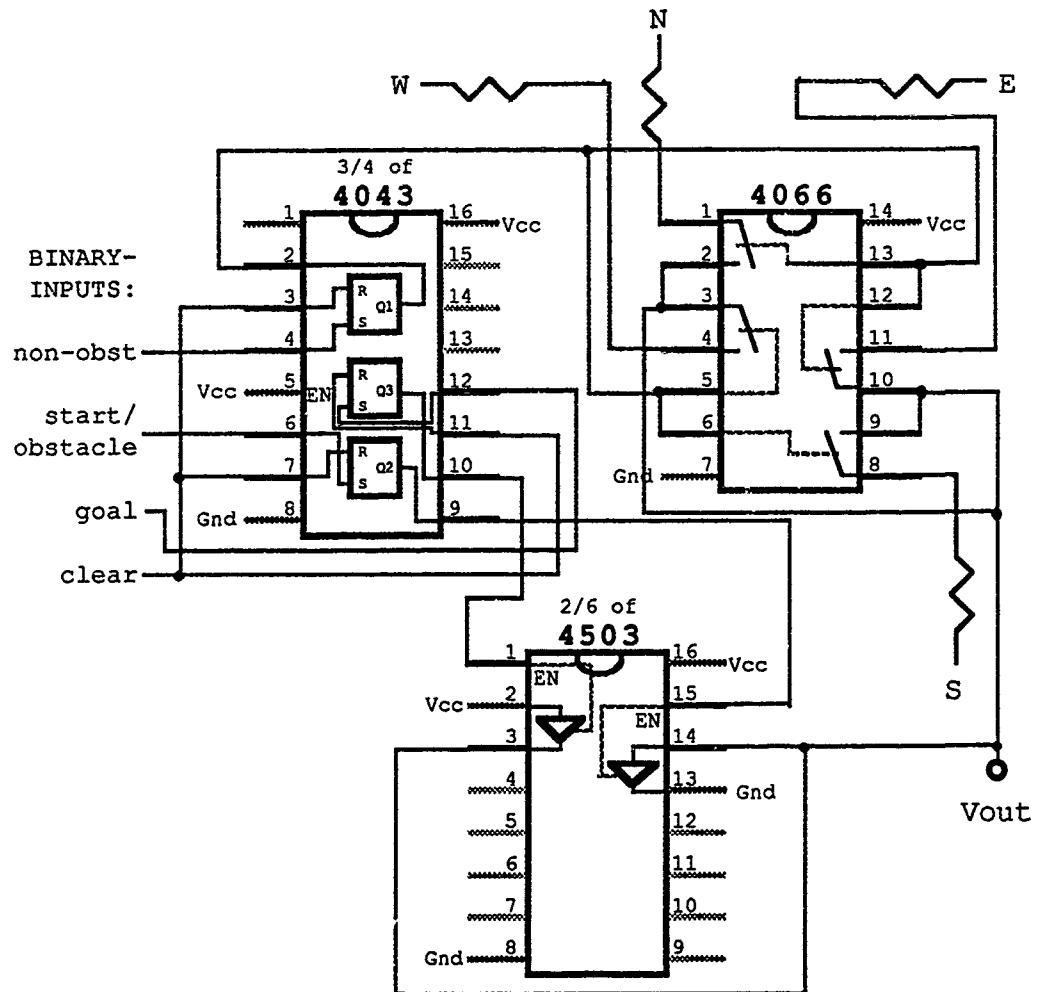 N
W
E
3/4 of
4043
4066
1
16
Vcc
2
15
3
R
Q1
14
4
S
13
5
Vcc
EN
R
Q3
12
6
S
11
7
R
Q2
10
8
Gnd
S
9
BINARY-
INPUTS:
non-obst
start/
obstacle
goal
clear
1
14
Vcc
2
13
3
12
4
11
5
10
6
9
7
Gnd
8
S
2/6 of
4503
1
EN
16
Vcc
2
Vcc
15
EN
3
14
4
13
Gnd
5
12
6
11
7
10
8
Gnd
9
Vout